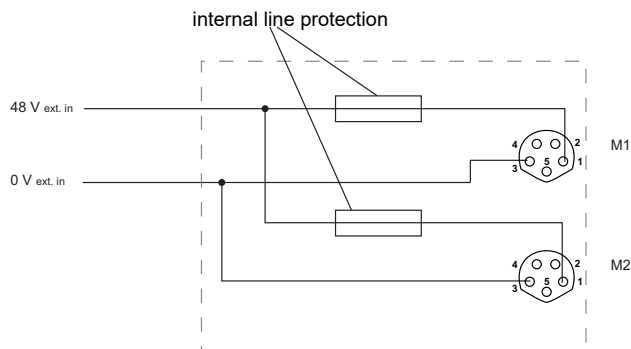 internal line protection
48 V ext. in
4 2 M1
3 5 1
0 V ext. in
4 2 M2
3 5 1